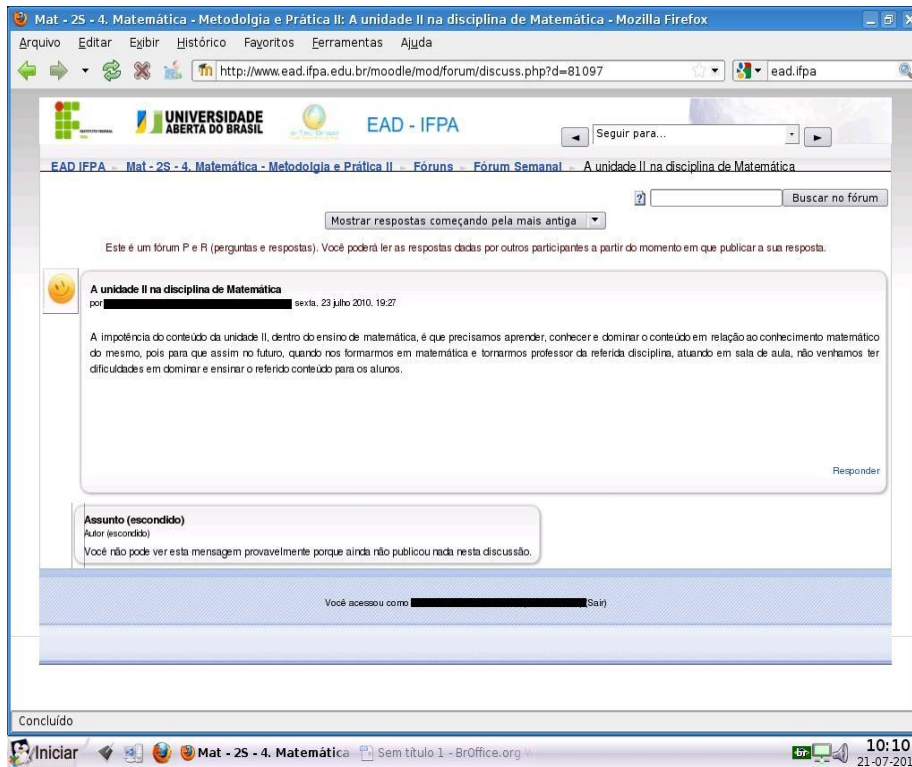 Mat - 2S - 4. Matemática - Metodolgia e Prática II: A unidade II na disciplina de Matemática - Mozilla Firefox
Arquivo Editar Exibir Histórico Favoritos Ferramentas Ajuda
http://www.ead.ifpa.edu.br/moodle/mod/forum/discuss.php?d=81097 ead.ifpa
UNIVERSIDADE
ABERTA DO BRASIL
EAD - IFPA
Seguir para...
EAD IFPA Mat - 2S - 4. Matemática - Metodolgia e Prática II Fóruns Fórum Semanal A unidade II na disciplina de Matemática
Buscar no fórum
Mostrar respostas começando pela mais antiga
Este é um fórum P e R (perguntas e respostas). Você poderá ler as respostas dadas por outros participantes a partir do momento em que publicar a sua resposta.
A unidade II na disciplina de Matemática
por sexta, 23 julho 2010, 19:27
A impotência do conteúdo da unidade II, dentro do ensino de matemática, é que precisamos aprender, conhecer e dominar o conteúdo em relação ao conhecimento matemático
do mesmo, pois para que assim no futuro, quando nos formarmos em matemática e tornarmos professor da referida disciplina, atuando em sala de aula, não venhamos ter
dificuldades em dominar e ensinar o referido conteúdo para os alunos.
Responder
Assunto (escondido)
Autor (escondido)
Você não pode ver esta mensagem provavelmente porque ainda não publicou nada nesta discussão.
Você acessou como (Sair)
Concluído
Iniciar Mat - 2S - 4. Matemática Sem título 1 - BrOffice.org br 10:10
21-07-201